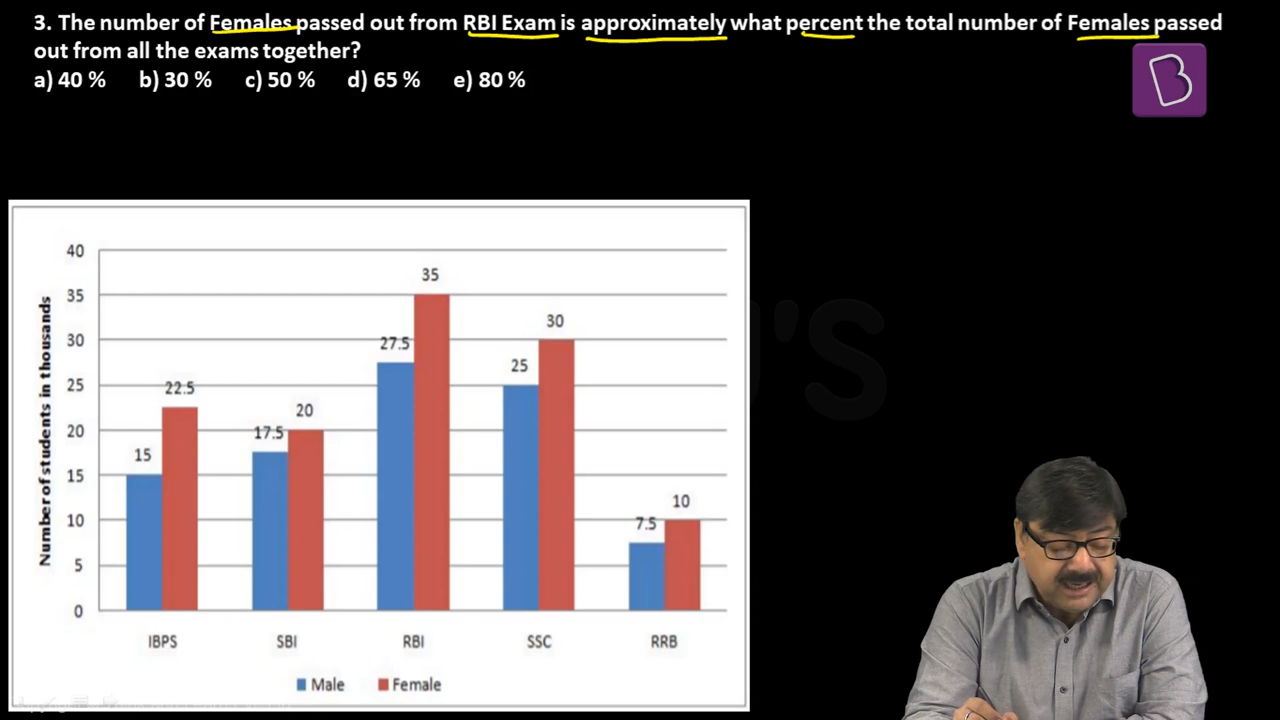 3. The number of Females passed out from RBI Exam is approximately what percent the total number of Females passed
out from all the exams together?
a) 40 % b) 30 % c) 50 % d) 65 % e) 80 %
B
'S
40
35
30
25
20
15
10
5
0
Number of students in thousands
15
22.5
17.5
20
27.5
35
25
30
7.5
10
IBPS SBI RBI SSC RRB
Male Female